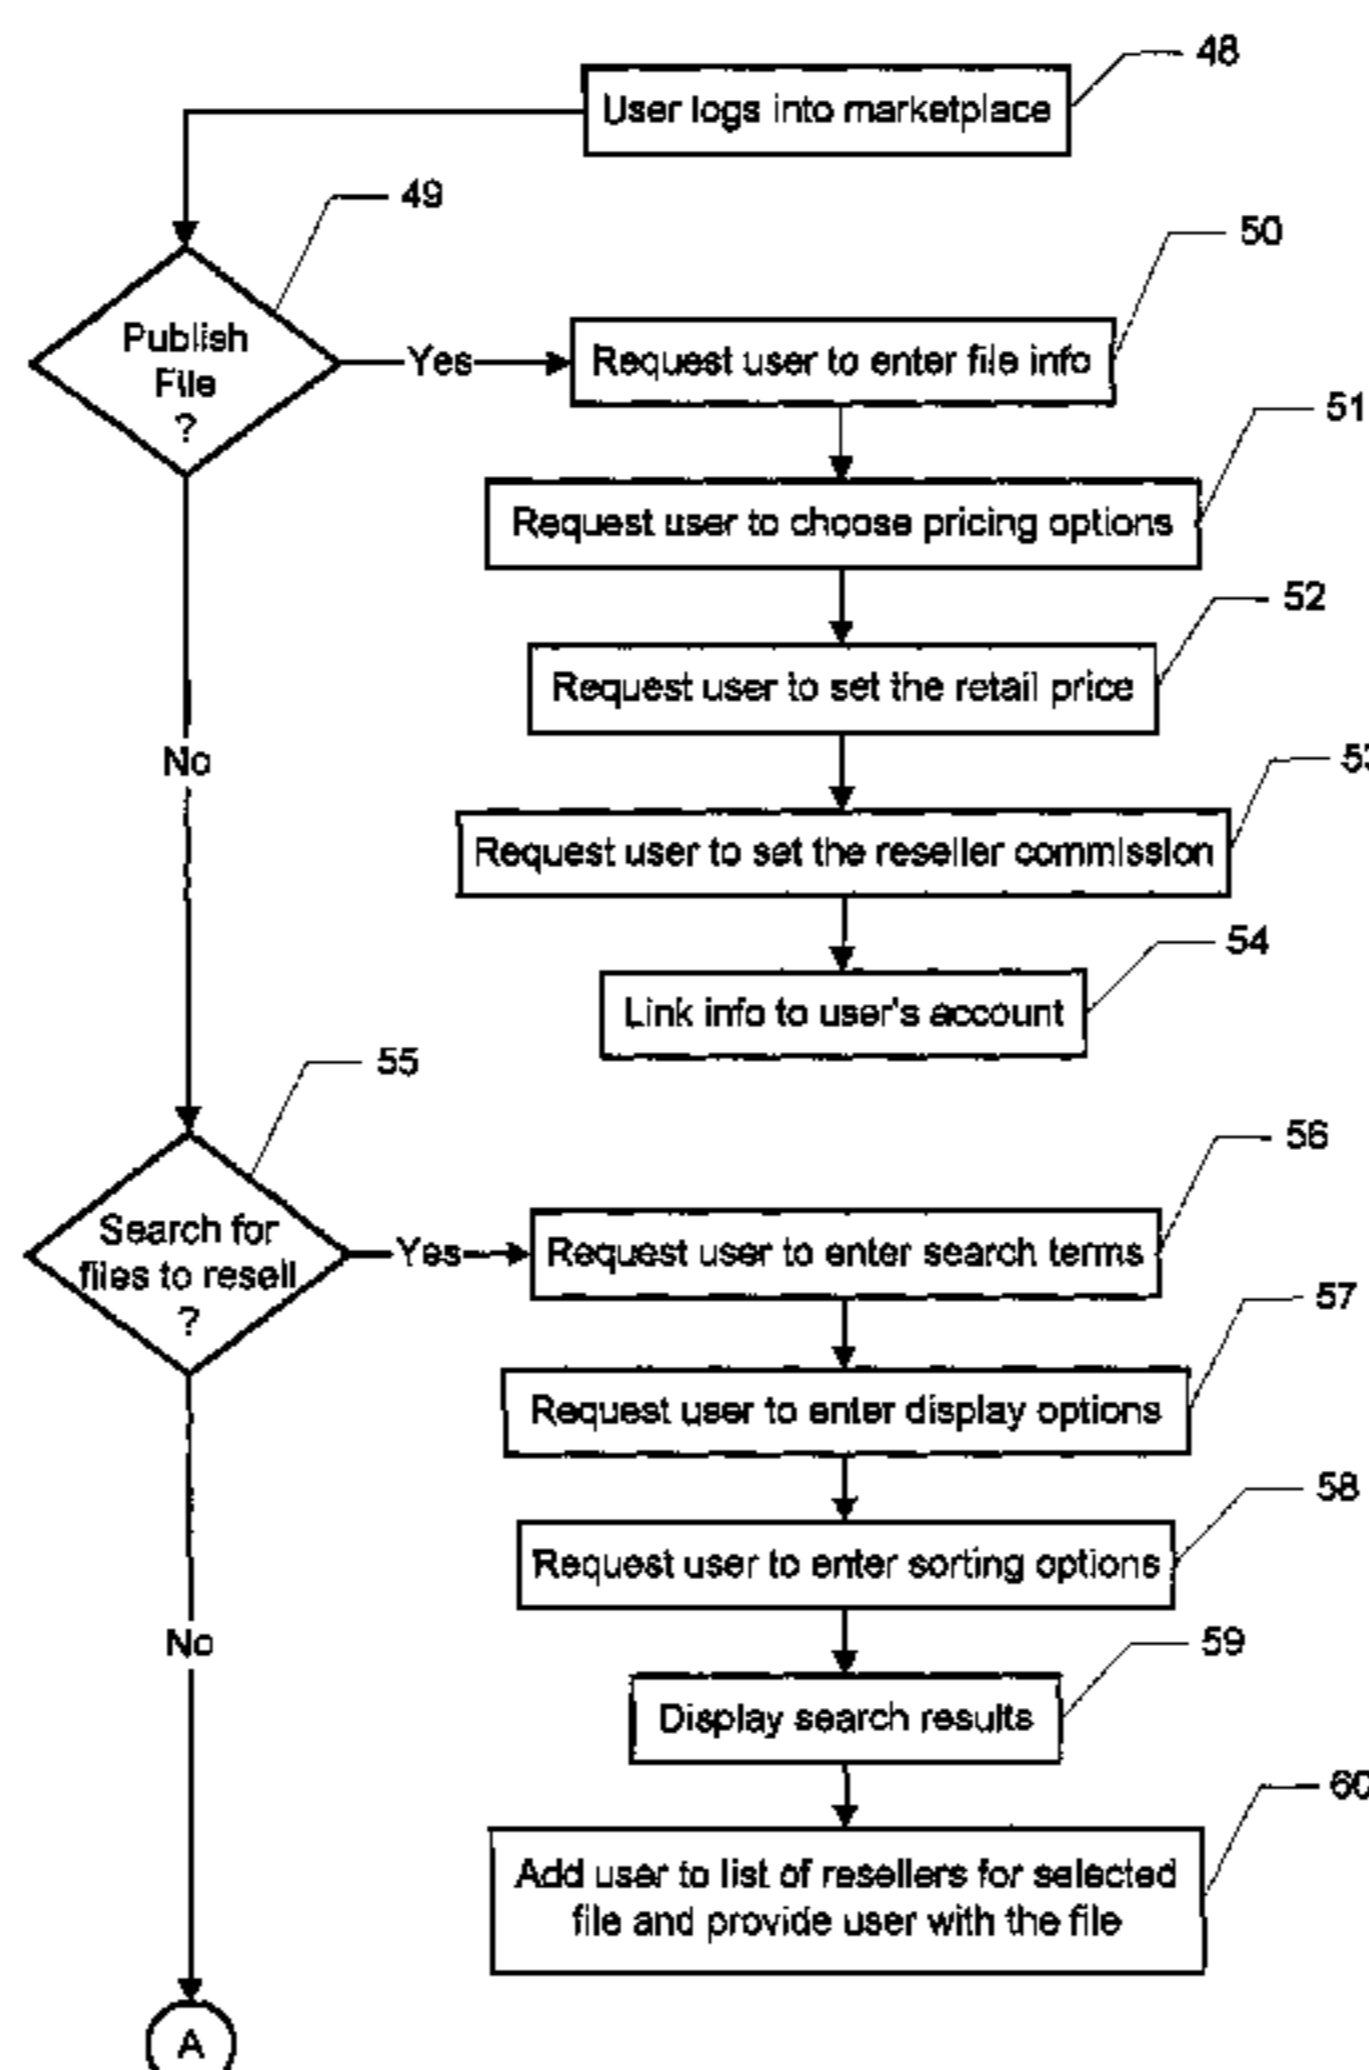 48
User logs into marketplace
49
50
Publish
File
?
Yes
Request user to enter file info
51
Request user to choose pricing options
52
Request user to set the retail price
No
53
Request user to set the reseller commission
54
Link info to user's account
55
56
Search for
files to resell
?
Yes
Request user to enter search terms
57
Request user to enter display options
58
Request user to enter sorting options
No
59
Display search results
60
Add user to list of resellers for selected
file and provide user with the file
A